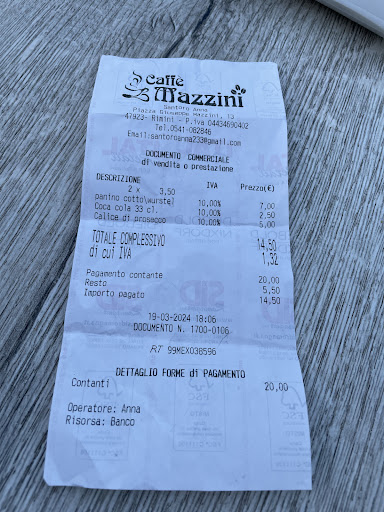 Caffè
Mazzini
Santoro Anna
Piazza Giuseppe Mazzini, 13
47923- Rimini - P.iva 04434690402
Tel.0541-082846
Email:santoroanna233@gmail.com
DOCUMENTO COMMERCIALE
di vendita o prestazione
DESCRIZIONE IVA Prezzo(€)
2 x 3,50
panino cotto\wurstel 10,00% 7,00
Coca cola 33 cl. 10,00% 2,50
Calice di prosecco 10,00% 5,00
TOTALE COMPLESSIVO 14,50
di cui IVA 1,32
Pagamento contante 20,00
Resto 5,50
Importo pagato 14,50
19-03-2024 18:06
DOCUMENTO N. 1700-0106
RT 99MEX038596
DETTAGLIO FORME di PAGAMENTO
Contanti 20,00
Operatore: Anna
Risorsa: Banco